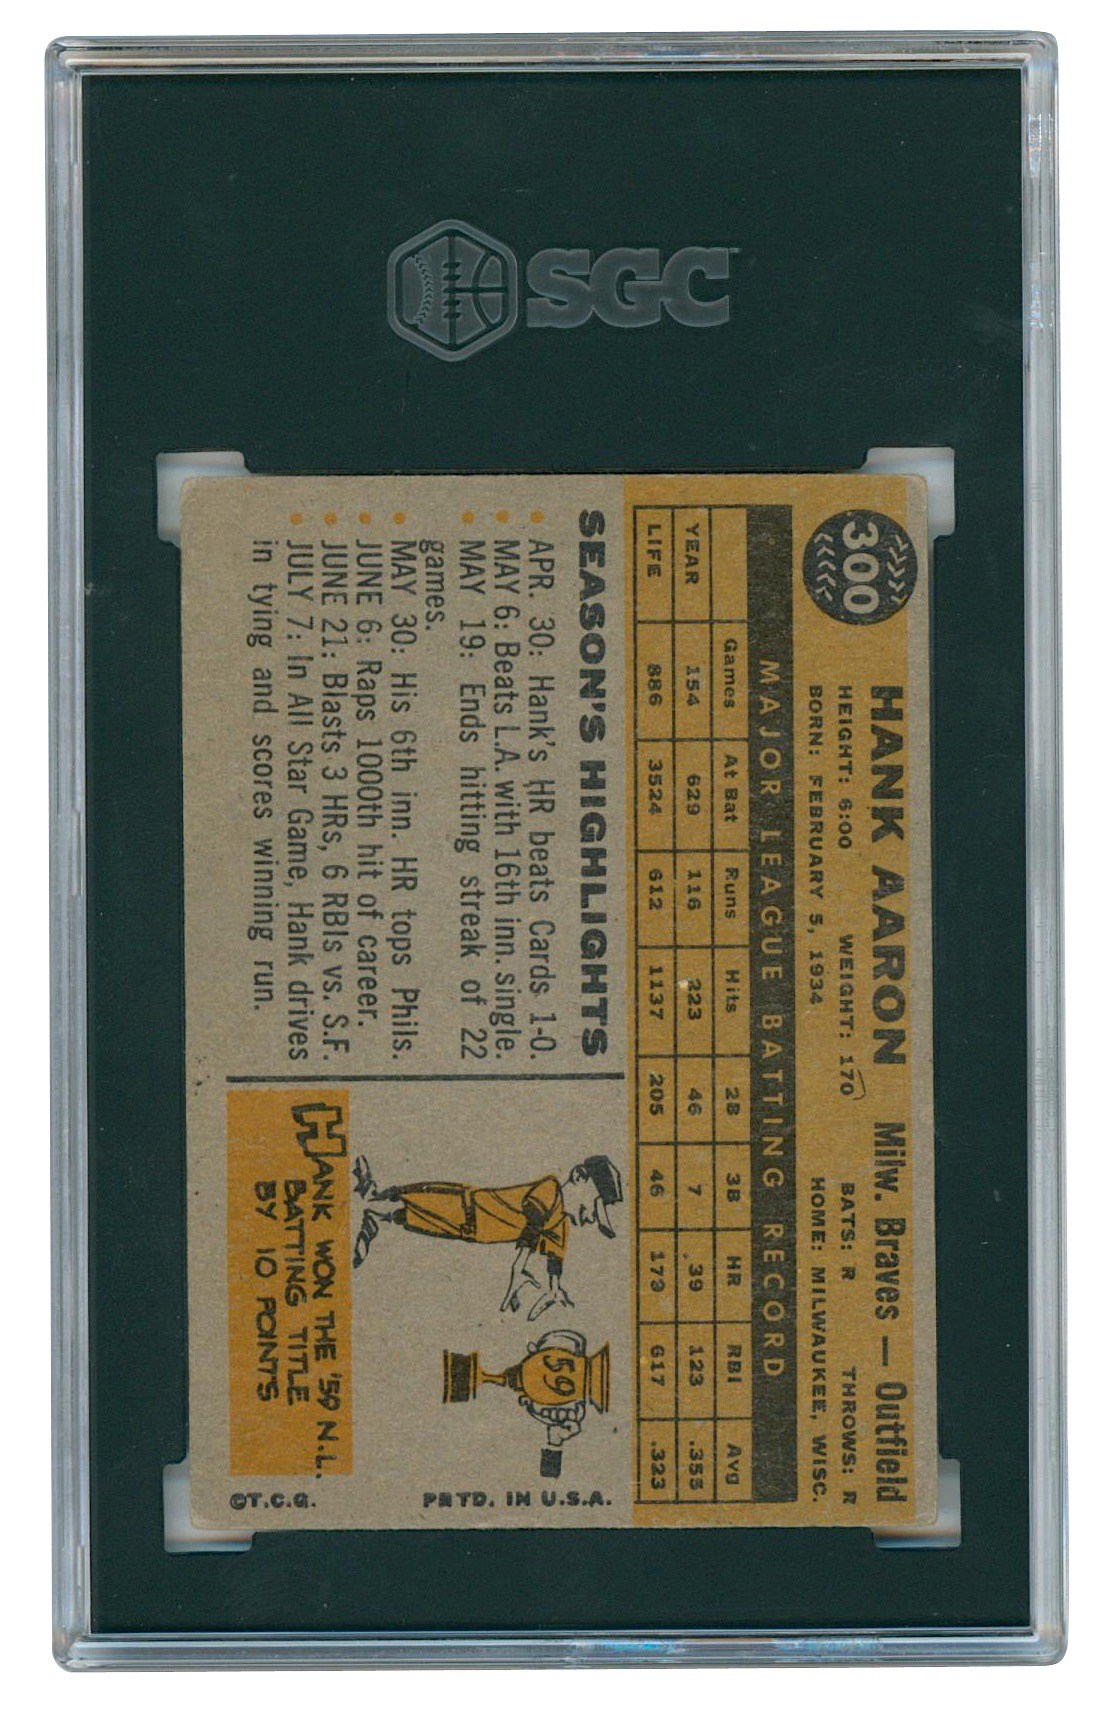 SGC
300
HANK AARON Milw. Braves — Outfield
HEIGHT: 6:00 WEIGHT: 170 BATS: R THROWS: R
BORN: FEBRUARY 5, 1934 HOME: MILWAUKEE, WISC.
MAJOR LEAGUE BATTING RECORD
Games At Bat Runs Hits 2B 3B HR RBI Avg
YEAR 154 629 116 223 46 7 39 123 .355
LIFE 886 3524 612 1137 205 46 179 617 .323
SEASON'S HIGHLIGHTS
• APR. 30: Hank's HR beats Cards 1-0.
• MAY 6: Beats L.A. with 16th inn. single.
• MAY 19: Ends hitting streak of 22
games.
• MAY 30: His 6th inn. HR tops Phils.
• JUNE 6: Raps 1000th hit of career.
• JUNE 21: Blasts 3 HRs, 6 RBIs vs. S.F.
• JULY 7: In All Star Game, Hank drives
in tying and scores winning run.
59
HANK WON THE '59 N.L.
BATTING TITLE
BY 10 POINTS
©T.C.G. PRTD. IN U.S.A.